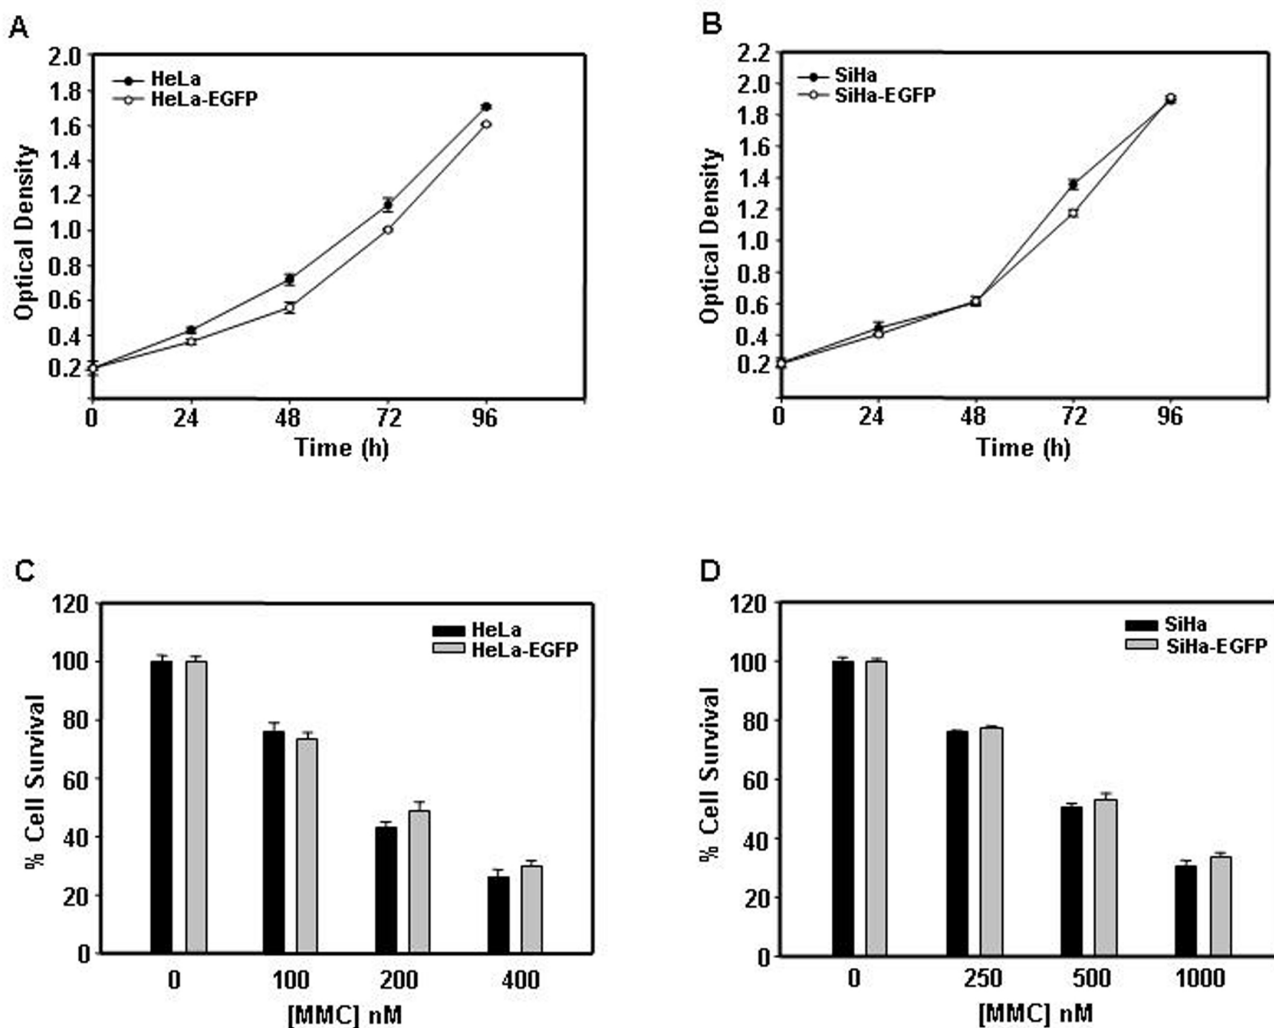 A
2.0
1.8
1.6
1.4
1.2
1.0
0.8
0.6
0.4
0.2
Optical Density
HeLa
HeLa-EGFP
0 24 48 72 96
Time (h)
B
2.2
2.0
1.8
1.6
1.4
1.2
1.0
0.8
0.6
0.4
0.2
Optical Density
SiHa
SiHa-EGFP
0 24 48 72 96
Time (h)
C
120
100
80
60
40
20
0
% Cell Survival
HeLa
HeLa-EGFP
0 100 200 400
[MMC] nM
D
120
100
80
60
40
20
0
% Cell Survival
SiHa
SiHa-EGFP
0 250 500 1000
[MMC] nM